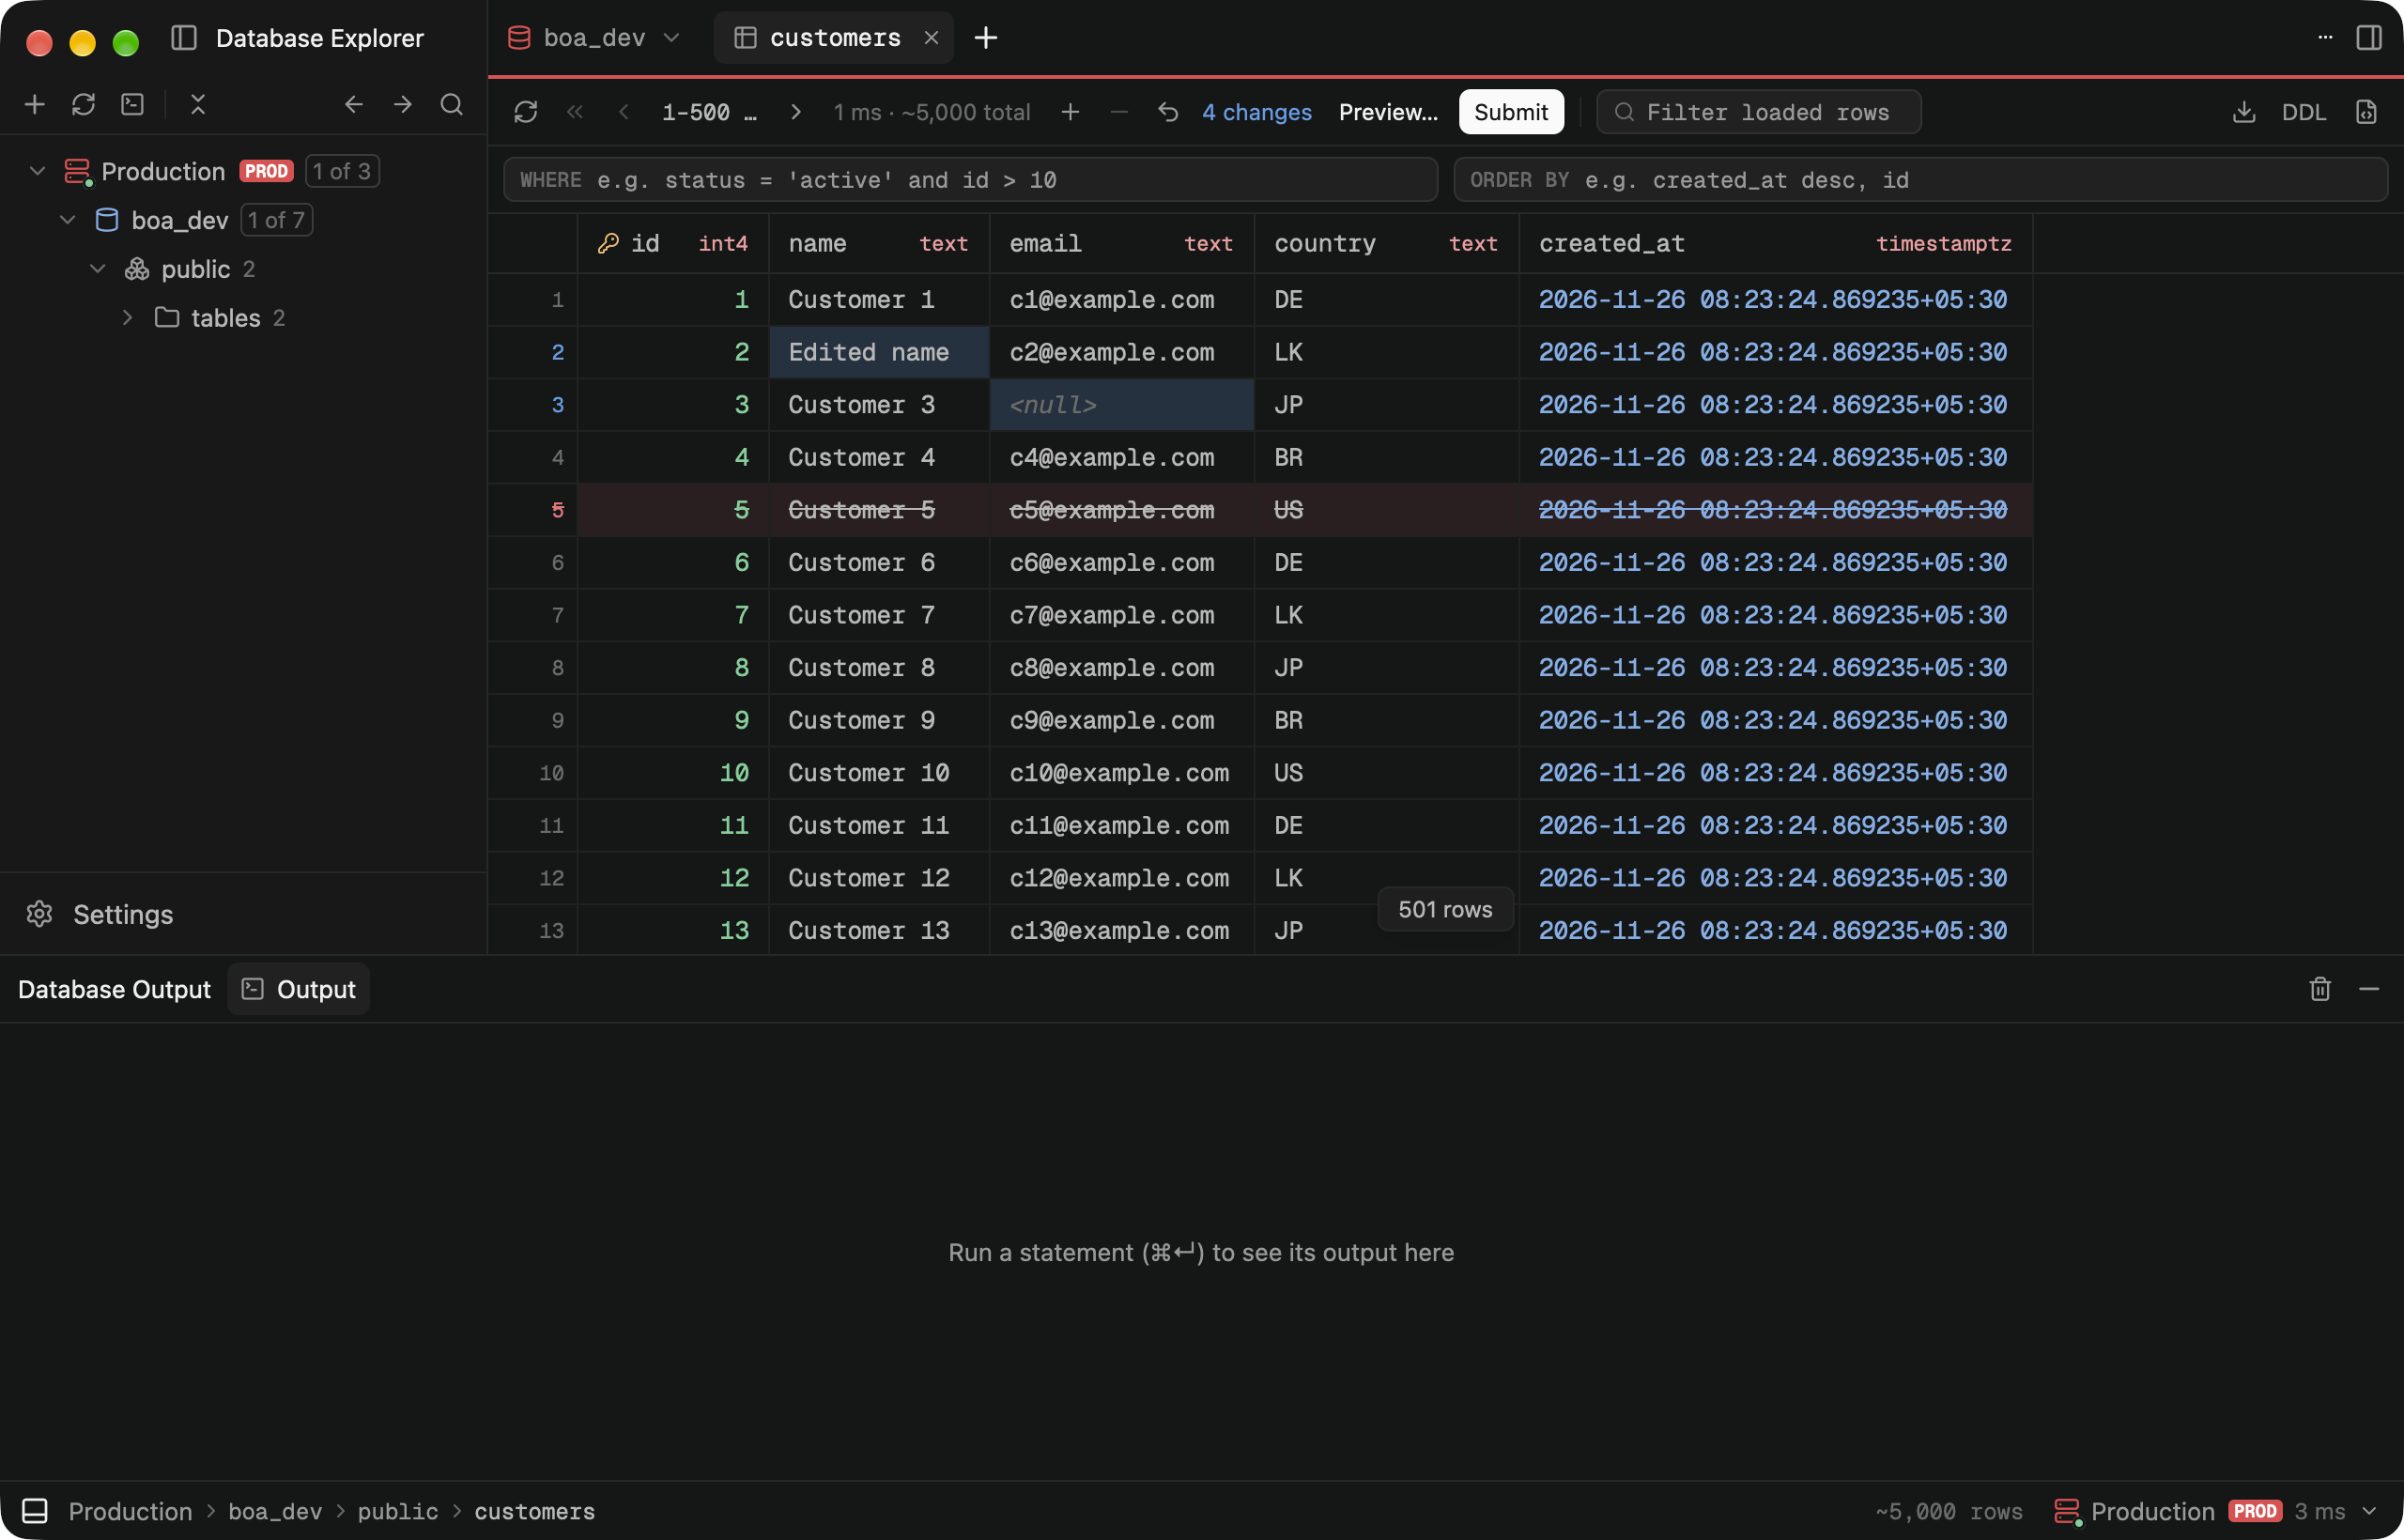 Database Explorer
boa_dev
customers
1-500 …
1 ms · ~5,000 total
4 changes
Preview...
Submit
Filter loaded rows
DDL
Production PROD 1 of 3
boa_dev 1 of 7
public 2
tables 2
Settings
WHERE e.g. status = 'active' and id > 10
ORDER BY e.g. created_at desc, id
id int4 name text email text country text created_at timestamptz
1 1 Customer 1 c1@example.com DE 2026-11-26 08:23:24.869235+05:30
2 2 Edited name c2@example.com LK 2026-11-26 08:23:24.869235+05:30
3 3 Customer 3 <null> JP 2026-11-26 08:23:24.869235+05:30
4 4 Customer 4 c4@example.com BR 2026-11-26 08:23:24.869235+05:30
5 5 Customer 5 c5@example.com US 2026-11-26 08:23:24.869235+05:30
6 6 Customer 6 c6@example.com DE 2026-11-26 08:23:24.869235+05:30
7 7 Customer 7 c7@example.com LK 2026-11-26 08:23:24.869235+05:30
8 8 Customer 8 c8@example.com JP 2026-11-26 08:23:24.869235+05:30
9 9 Customer 9 c9@example.com BR 2026-11-26 08:23:24.869235+05:30
10 10 Customer 10 c10@example.com US 2026-11-26 08:23:24.869235+05:30
11 11 Customer 11 c11@example.com DE 2026-11-26 08:23:24.869235+05:30
12 12 Customer 12 c12@example.com LK 2026-11-26 08:23:24.869235+05:30
13 13 Customer 13 c13@example.com JP 2026-11-26 08:23:24.869235+05:30
501 rows
Database Output
Output
Run a statement (⌘↵) to see its output here
Production > boa_dev > public > customers
~5,000 rows
Production PROD 3 ms